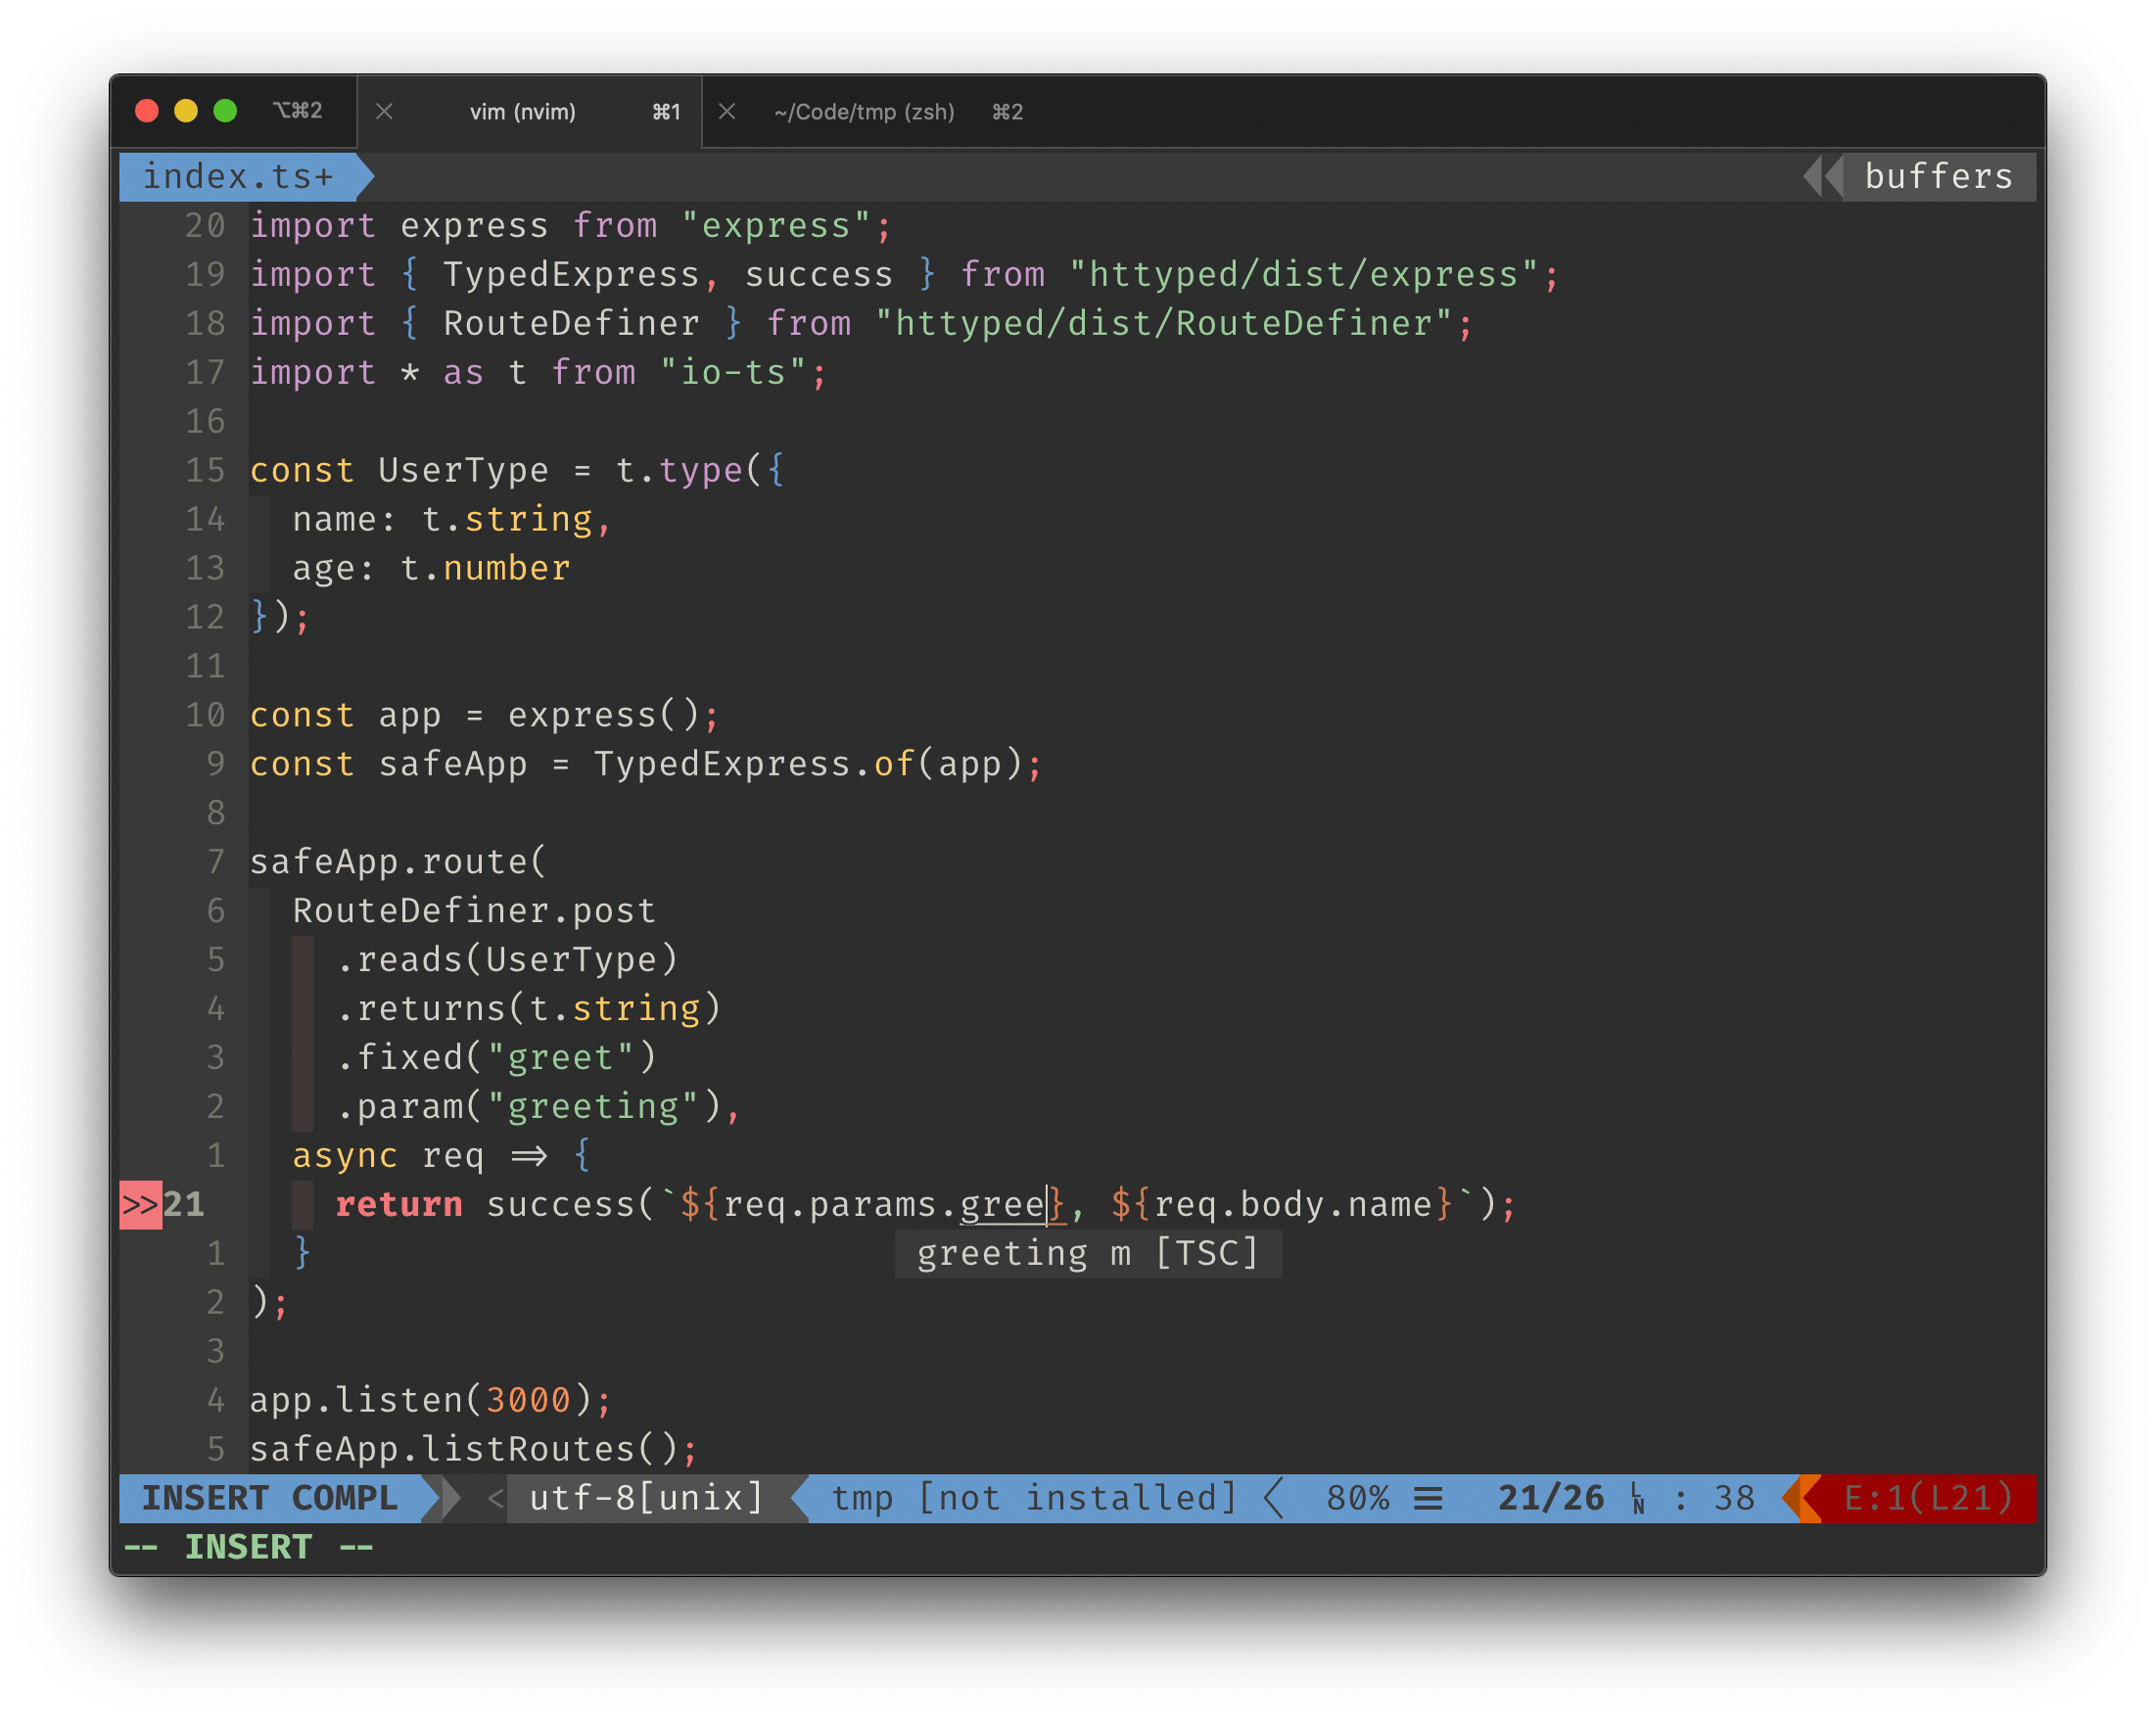 ⌥⌘2 vim (nvim) ⌘1 ~/Code/tmp (zsh) ⌘2
index.ts+ buffers
20 import express from "express";
19 import { TypedExpress, success } from "httyped/dist/express";
18 import { RouteDefiner } from "httyped/dist/RouteDefiner";
17 import * as t from "io-ts";
16
15 const UserType = t.type({
14   name: t.string,
13   age: t.number
12 });
11
10 const app = express();
9 const safeApp = TypedExpress.of(app);
8
7 safeApp.route(
6   RouteDefiner.post
5     .reads(UserType)
4     .returns(t.string)
3     .fixed("greet")
2     .param("greeting"),
1   async req => {
>>21     return success(`${req.params.gree}, ${req.body.name}`);
1   } greeting m [TSC]
2 );
3
4 app.listen(3000);
5 safeApp.listRoutes();
INSERT COMPL < utf-8[unix] tmp [not installed] 80% ☰ 21/26 ␤ : 38 E:1(L21)
-- INSERT --